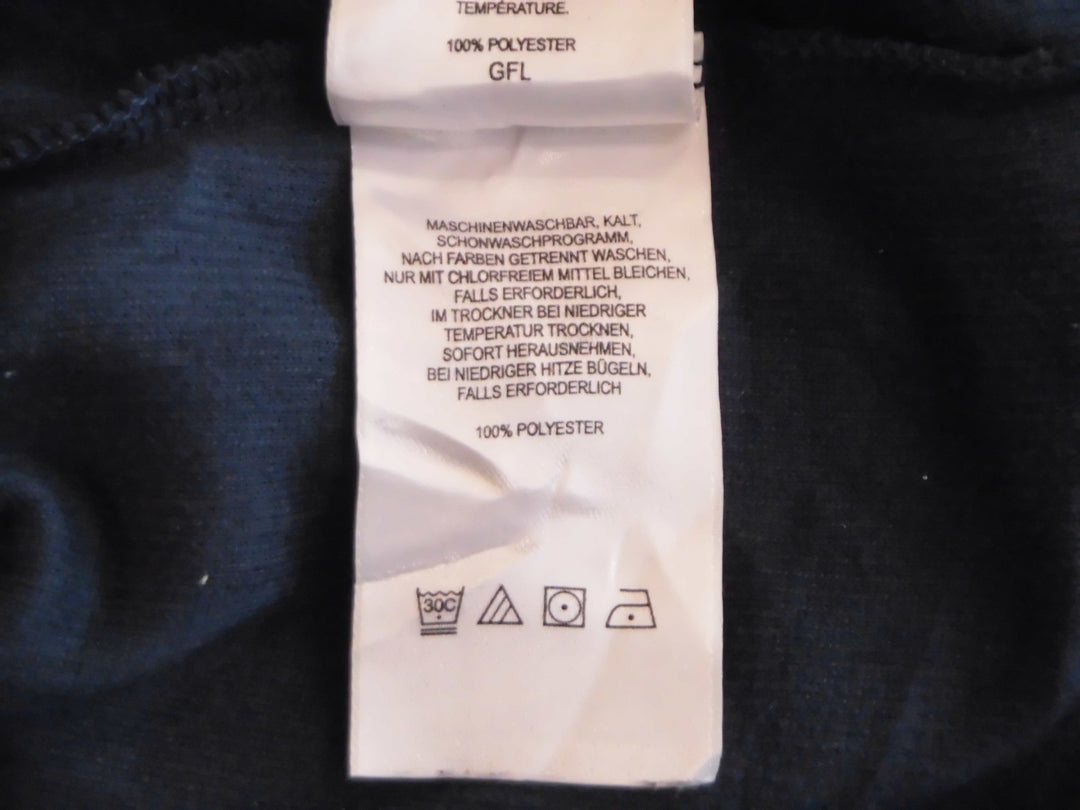 TEMPÉRATURE.
100% POLYESTER
GFL
MASCHINENWASCHBAR, KALT,
SCHONWASCHPROGRAMM,
NACH FARBEN GETRENNT WASCHEN,
NUR MIT CHLORFREIEM MITTEL BLEICHEN,
FALLS ERFORDERLICH,
IM TROCKNER BEI NIEDRIGER
TEMPERATUR TROCKNEN,
SOFORT HERAUSNEHMEN,
BEI NIEDRIGER HITZE BÜGELN,
FALLS ERFORDERLICH
100% POLYESTER
30C